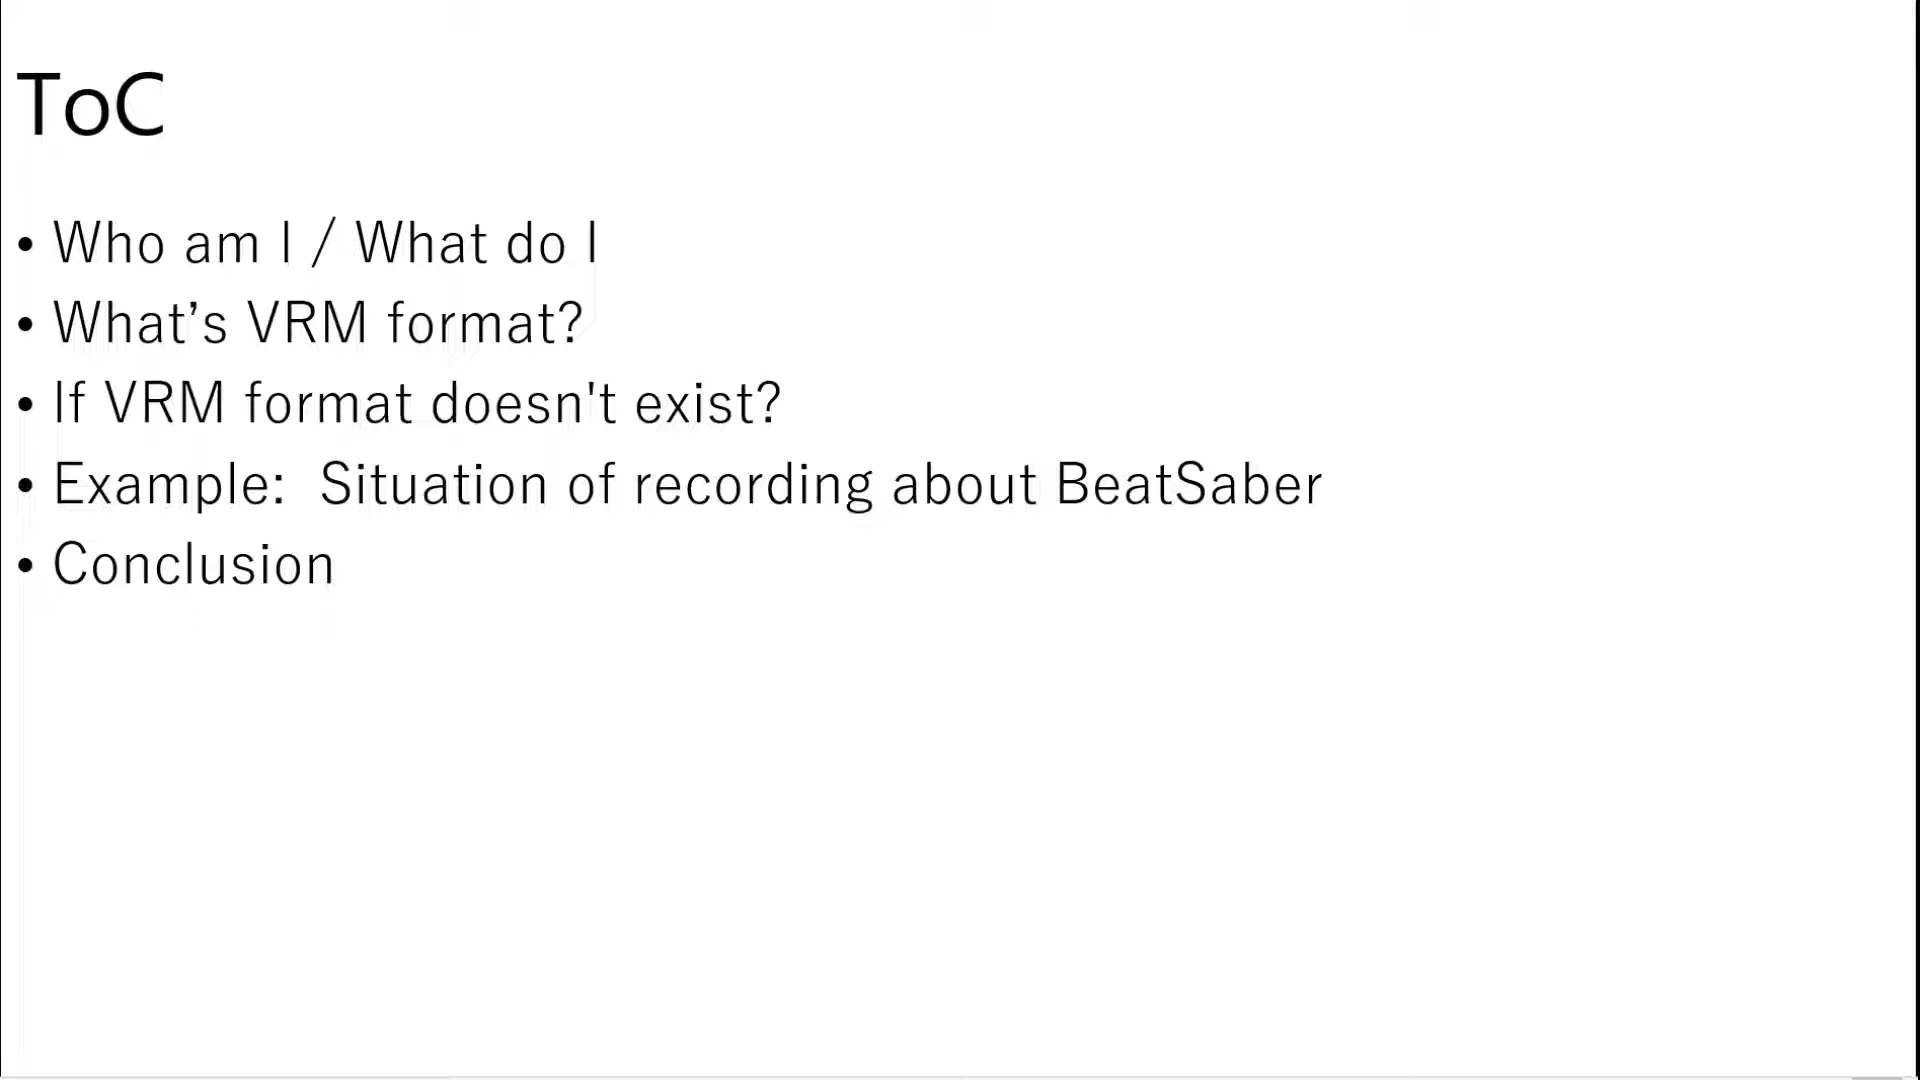 ToC
• Who am I / What do I
• What’s VRM format?
• If VRM format doesn't exist?
• Example:  Situation of recording about BeatSaber
• Conclusion